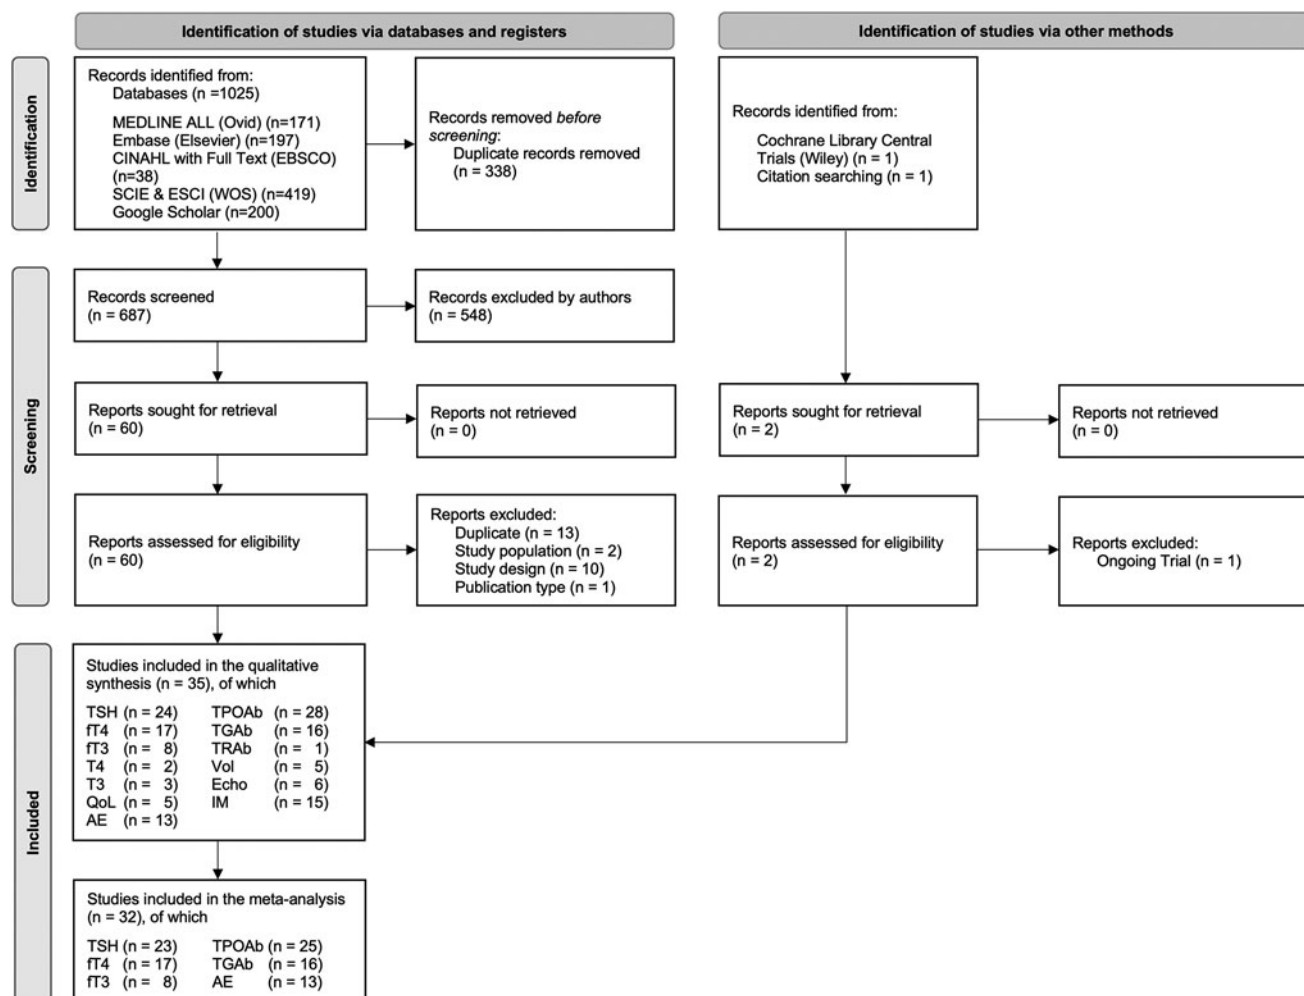 Identification of studies via databases and registers
Identification of studies via other methods
Identification
Records identified from:
Databases (n =1025)
MEDLINE ALL (Ovid) (n=171)
Embase (Elsevier) (n=197)
CINAHL with Full Text (EBSCO)
(n=38)
SCIE & ESCI (WOS) (n=419)
Google Scholar (n=200)
Records removed before
screening:
Duplicate records removed
(n = 338)
Records identified from:
Cochrane Library Central
Trials (Wiley) (n = 1)
Citation searching (n = 1)
Screening
Records screened
(n = 687)
Records excluded by authors
(n = 548)
Reports sought for retrieval
(n = 60)
Reports not retrieved
(n = 0)
Reports sought for retrieval
(n = 2)
Reports not retrieved
(n = 0)
Reports assessed for eligibility
(n = 60)
Reports excluded:
Duplicate (n = 13)
Study population (n = 2)
Study design (n = 10)
Publication type (n = 1)
Reports assessed for eligibility
(n = 2)
Reports excluded:
Ongoing Trial (n = 1)
Included
Studies included in the qualitative
synthesis (n = 35), of which
TSH (n = 24) TPOAb (n = 28)
fT4 (n = 17) TGAb (n = 16)
fT3 (n = 8) TRAb (n = 1)
T4 (n = 2) Vol (n = 5)
T3 (n = 3) Echo (n = 6)
QoL (n = 5) IM (n = 15)
AE (n = 13)
Studies included in the meta-analysis
(n = 32), of which
TSH (n = 23) TPOAb (n = 25)
fT4 (n = 17) TGAb (n = 16)
fT3 (n = 8) AE (n = 13)